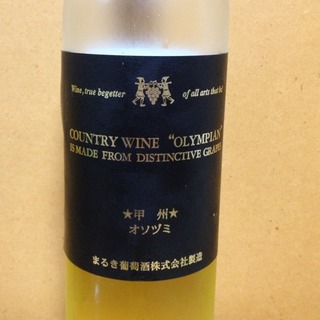 Wine, true begetter of all arts that be!
COUNTRY WINE "OLYMPIAN"
IS MADE FROM DISTINCTIVE GRAPES
★甲州★
オソヅミ
まるき葡萄酒株式会社製造